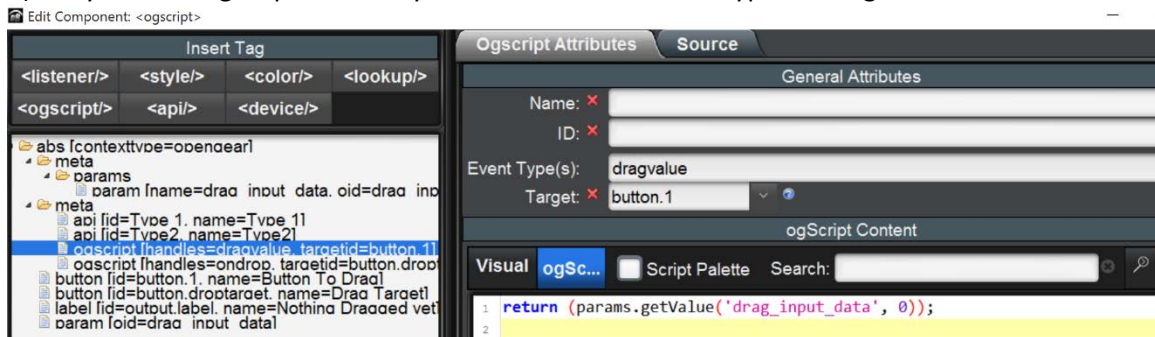 Edit Component: <ogscript>
Insert Tag
<listener/> <style/> <color/> <lookup/>
<ogscript/> <api/> <device/>
abs [contexttype=opengear]
meta
params
param [name=drag_input_data, oid=drag_inp
meta
api [id=Type 1, name=Type 1]
api [id=Type2, name=Type2]
ogscript [handles=dragvalue, targetid=button.1]
ogscript [handles=ondrop, targetid=button.dropt
button [id=button.1, name=Button To Drag]
button [id=button.droptarget, name=Drag Target]
label [id=output.label, name=Nothing Dragged yet]
param [oid=drag_input_data]
Ogscript Attributes Source
General Attributes
Name:
ID:
Event Type(s): dragvalue
Target: button.1
ogScript Content
Visual ogSc... Script Palette Search:
1 return (params.getValue('drag_input_data', 0));
2